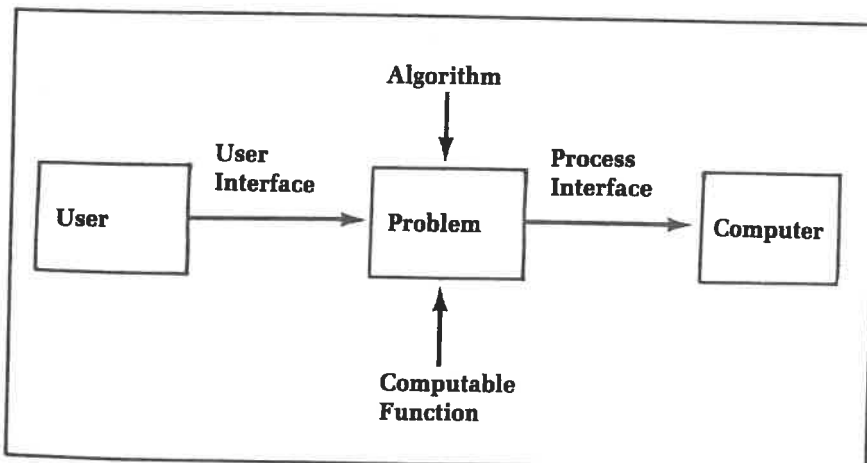 Algorithm
User
Interface
Process
Interface
User
Problem
Computer
Computable
Function